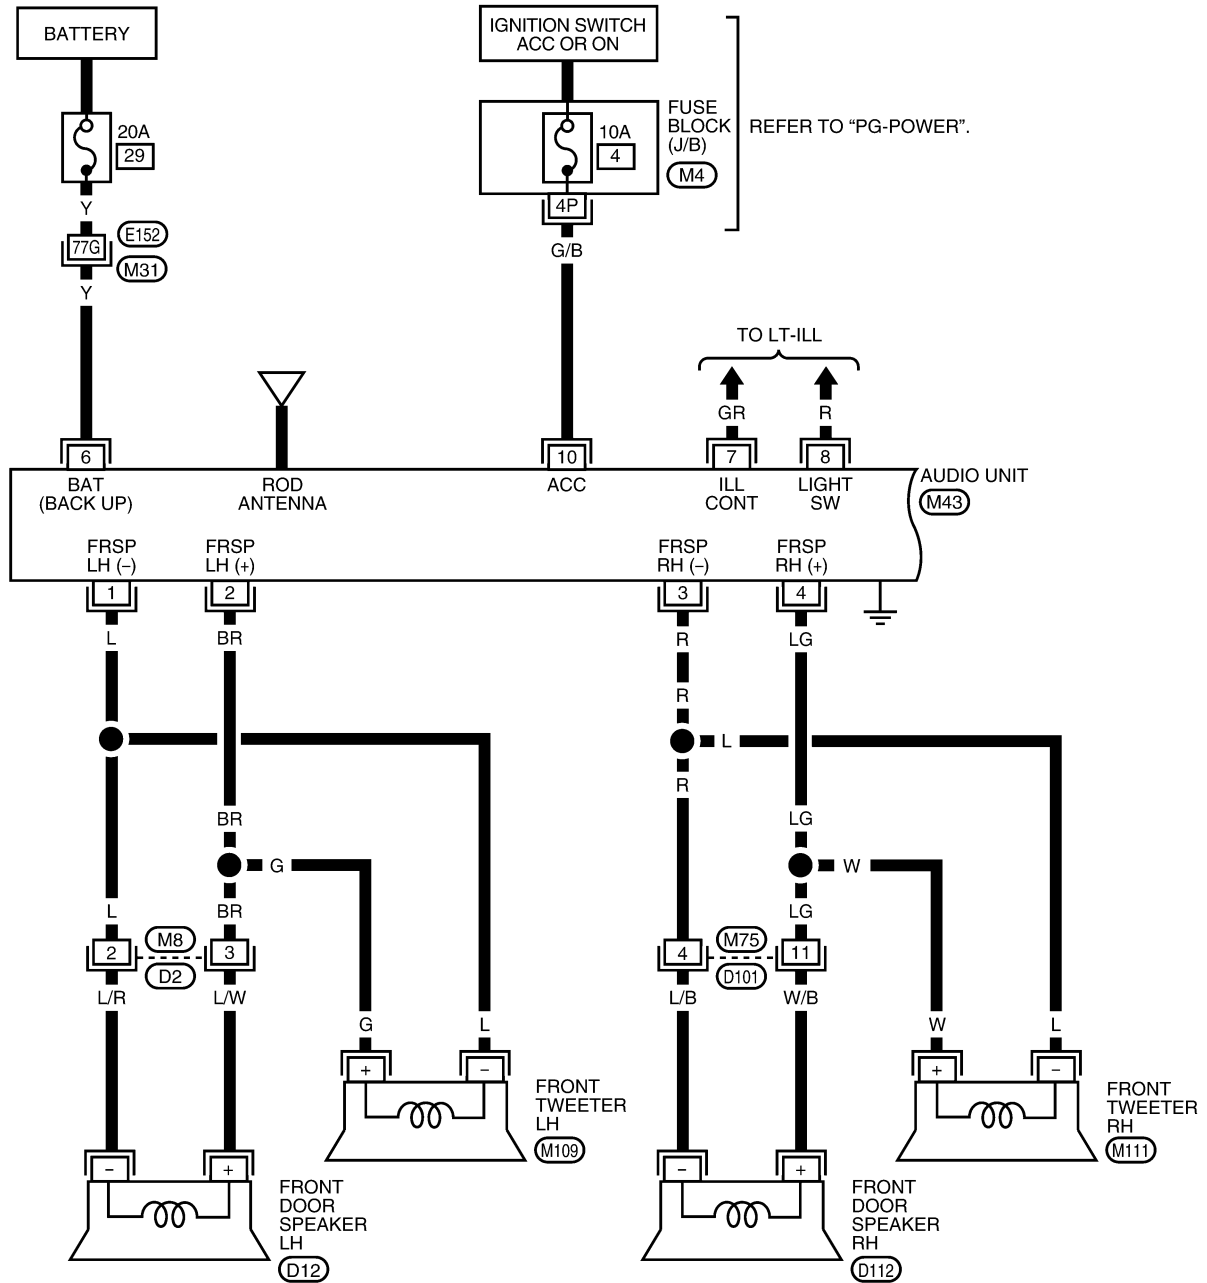 BATTERY
IGNITION SWITCH
ACC OR ON
20A
29
10A
4
FUSE
BLOCK
(J/B)
M4
REFER TO “PG-POWER”.
Y
4P
77G
E152
M31
G/B
Y
TO LT-ILL
GR
R
6
10
7
8
BAT
(BACK UP)
ROD
ANTENNA
ACC
ILL
CONT
LIGHT
SW
AUDIO UNIT
M43
FRSP
LH (–)
FRSP
LH (+)
FRSP
RH (–)
FRSP
RH (+)
1
2
3
4
L
BR
R
LG
R
L
R
BR
LG
G
W
L
BR
LG
2
M8
D2
3
4
M75
D101
11
L/R
L/W
L/B
W/B
G
L
W
L
+
–
+
–
FRONT
TWEETER
LH
M109
FRONT
TWEETER
RH
M111
–
+
–
+
FRONT
DOOR
SPEAKER
LH
D12
FRONT
DOOR
SPEAKER
RH
D112